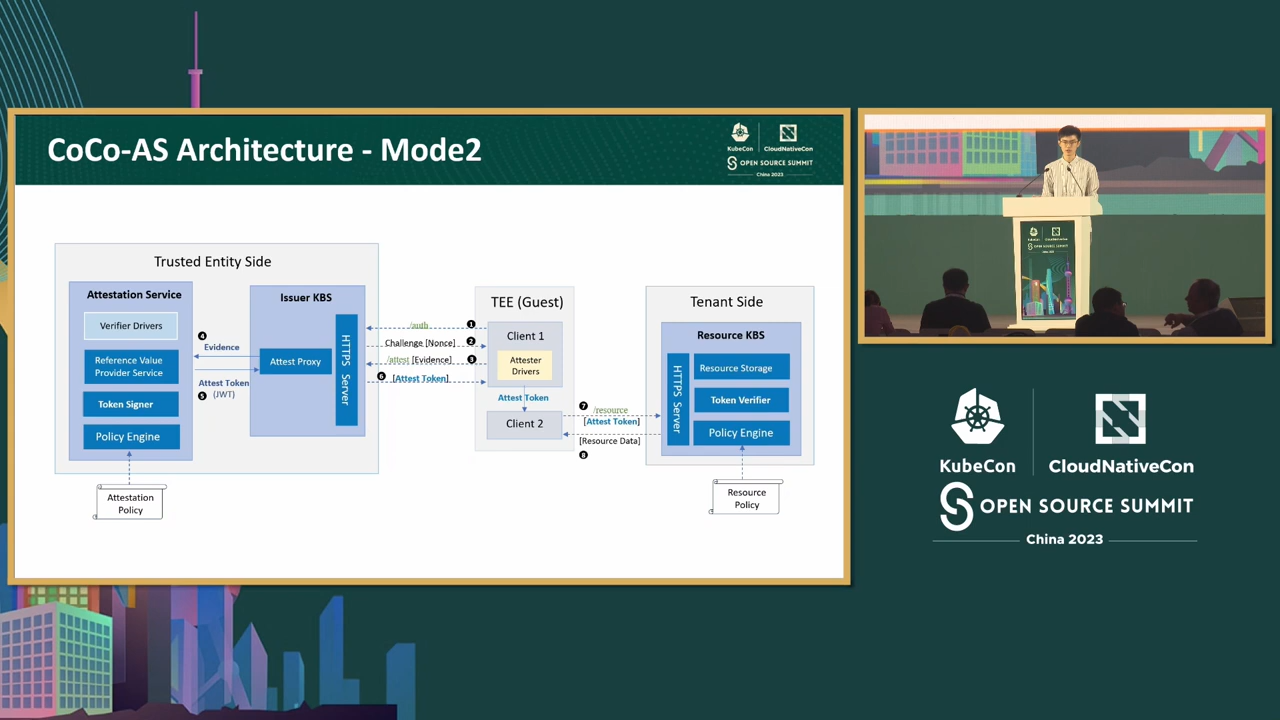 CoCo-AS Architecture - Mode2
KubeCon
CloudNativeCon
OPEN SOURCE SUMMIT
China 2023
Trusted Entity Side
Attestation Service
Verifier Drivers
Reference Value
Provider Service
Token Signer
Policy Engine
Attestation
Policy
4
Evidence
Attest Token
5 (JWT)
Issuer KBS
Attest Proxy
HTTPS Server
/auth 1
Challenge [Nonce] 2
/attest [Evidence] 3
6 [Attest Token]
TEE (Guest)
Client 1
Attester
Drivers
Attest Token
Client 2
7
/resource
[Attest Token]
[Resource Data]
8
Tenant Side
Resource KBS
HTTPS Server
Resource Storage
Token Verifier
Policy Engine
Resource
Policy
KubeCon
CloudNativeCon
OPEN SOURCE SUMMIT
China 2023